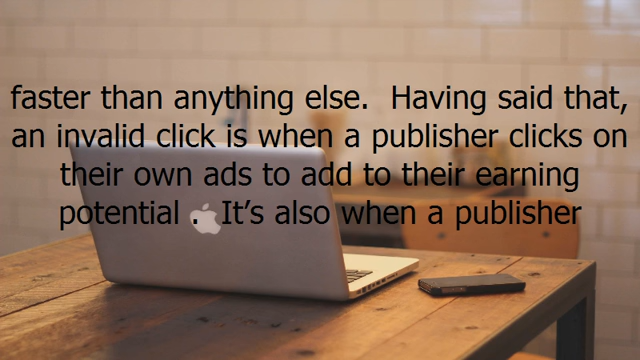 faster than anything else.  Having said that,
an invalid click is when a publisher clicks on
their own ads to add to their earning
potential .  It’s also when a publisher